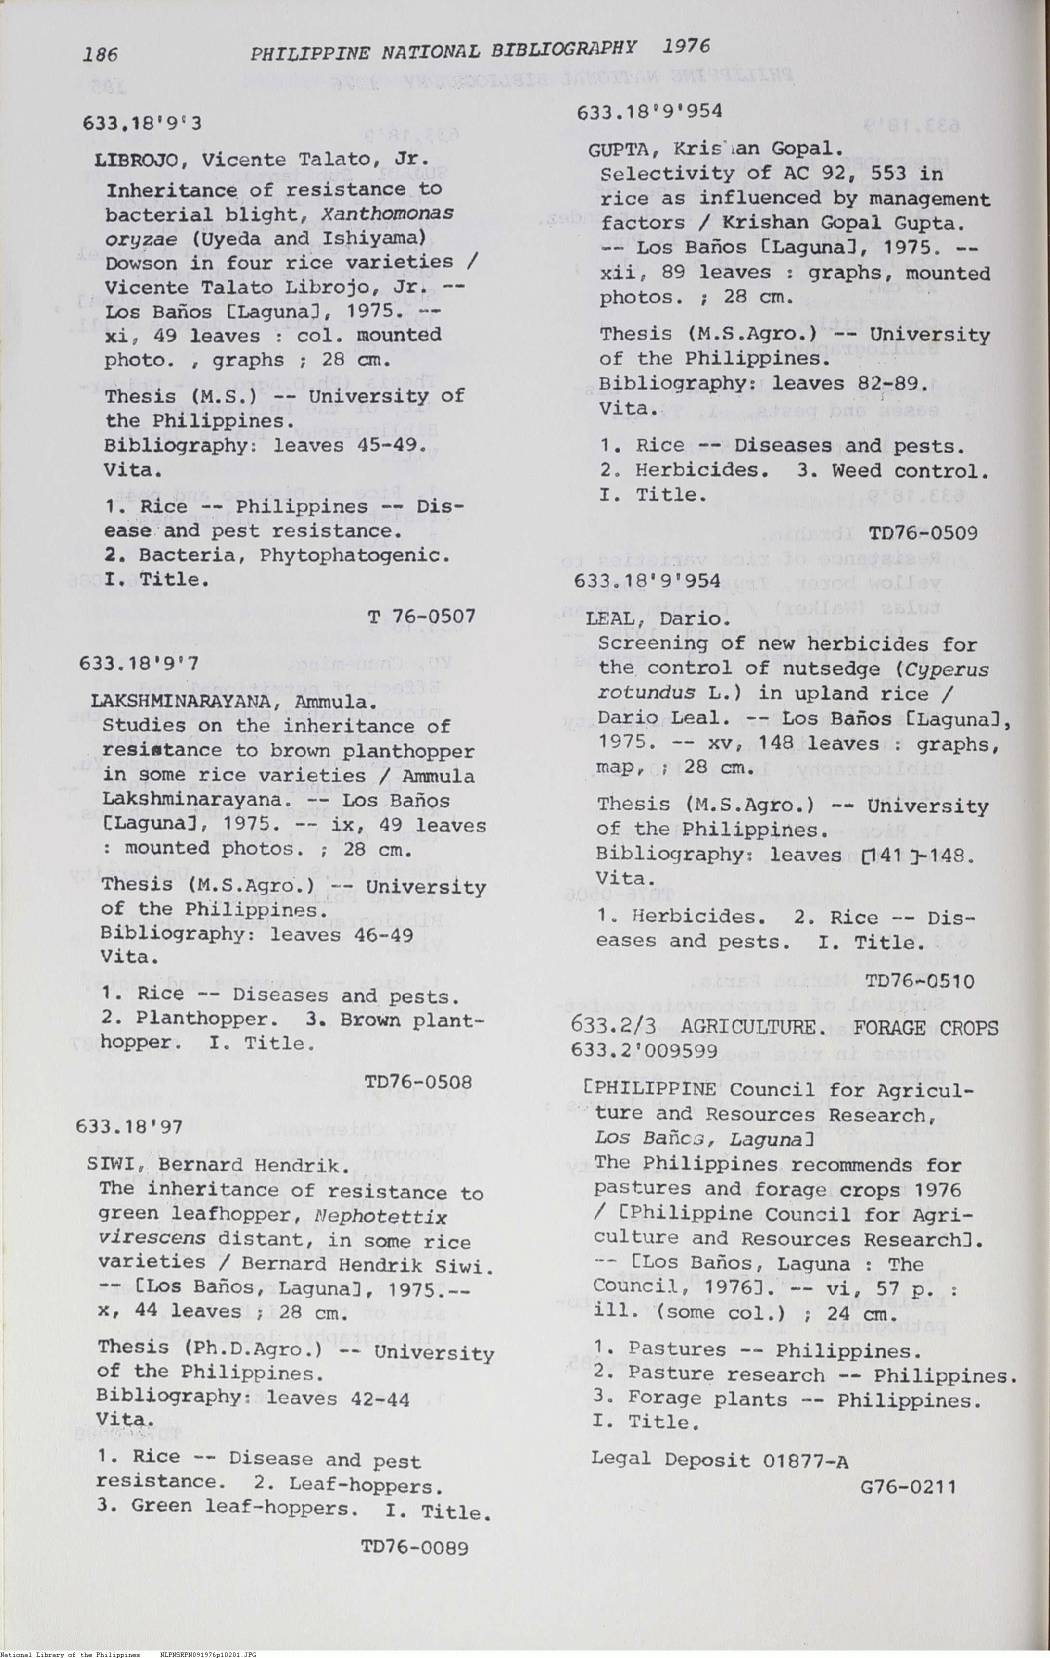 186 PHILIPPINE NATIONAL BIBLIOGRAPHY 1976
633.18'9'3
LIBROJO, Vicente Talato, Jr.
Inheritance of resistance to
bacterial blight, Xanthomonas
oryzae (Uyeda and Ishiyama)
Dowson in four rice varieties /
Vicente Talato Librojo, Jr. --
Los Baños [Laguna], 1975. --
xi, 49 leaves : col. mounted
photo. , graphs ; 28 cm.
Thesis (M.S.) -- University of
the Philippines.
Bibliography: leaves 45-49.
Vita.
1. Rice -- Philippines -- Dis-
ease and pest resistance.
2. Bacteria, Phytophatogenic.
I. Title.
T 76-0507
633.18'9'7
LAKSHMINARAYANA, Ammula.
Studies on the inheritance of
resistance to brown planthopper
in some rice varieties / Ammula
Lakshminarayana. -- Los Baños
[Laguna], 1975. -- ix, 49 leaves
: mounted photos. ; 28 cm.
Thesis (M.S.Agro.) -- University
of the Philippines.
Bibliography: leaves 46-49
Vita.
1. Rice -- Diseases and pests.
2. Planthopper. 3. Brown plant-
hopper. I. Title.
TD76-0508
633.18'97
SIWI, Bernard Hendrik.
The inheritance of resistance to
green leafhopper, Nephotettix
virescens distant, in some rice
varieties / Bernard Hendrik Siwi.
-- [Los Baños, Laguna], 1975.--
x, 44 leaves ; 28 cm.
Thesis (Ph.D.Agro.) -- University
of the Philippines.
Bibliography: leaves 42-44
Vita.
1. Rice -- Disease and pest
resistance. 2. Leaf-hoppers.
3. Green leaf-hoppers. I. Title.
TD76-0089
633.18'9'954
GUPTA, Gopal.
Selectivity of AC 92, 553 in
rice as influenced by management
factors / Krishan Gopal Gupta.
-- Los Baños [Laguna], 1975. --
xii, 89 leaves : graphs, mounted
photos. ; 28 cm.
Thesis (M.S.Agro.) -- University
of the Philippines.
Bibliography: leaves 82-89.
Vita.
1. Rice -- Diseases and pests.
2. Herbicides. 3. Weed control.
I. Title.
TD76-0509
633.18'9'954
LEAL, Dario.
Screening of new herbicides for
the control of nutsedge (Cyperus
rotundus L.) in upland rice /
Dario Leal. -- Los Baños [Laguna],
1975. -- xv, 148 leaves : graphs,
map, ; 28 cm.
Thesis (M.S.Agro.) -- University
of the Philippines.
Bibliography: leaves [141]-148.
Vita.
1. Herbicides. 2. Rice -- Dis-
eases and pests. I. Title.
TD76-0510
633.2/3 AGRICULTURE. FORAGE CROPS
633.2'009599
[PHILIPPINE Council for Agricul-
ture and Resources Research,
Los Baños, Laguna]
The Philippines recommends for
pastures and forage crops 1976
/ [Philippine Council for Agri-
culture and Resources Research].
-- [Los Baños, Laguna : The
Council, 1976]. -- vi, 57 p. :
ill. (some col.) ; 24 cm.
1. Pastures -- Philippines.
2. Pasture research -- Philippines.
3. Forage plants -- Philippines.
I. Title.
Legal Deposit 01877-A
G76-0211
National Library of the Philippines NLPNSRPN091976p10201.JPG